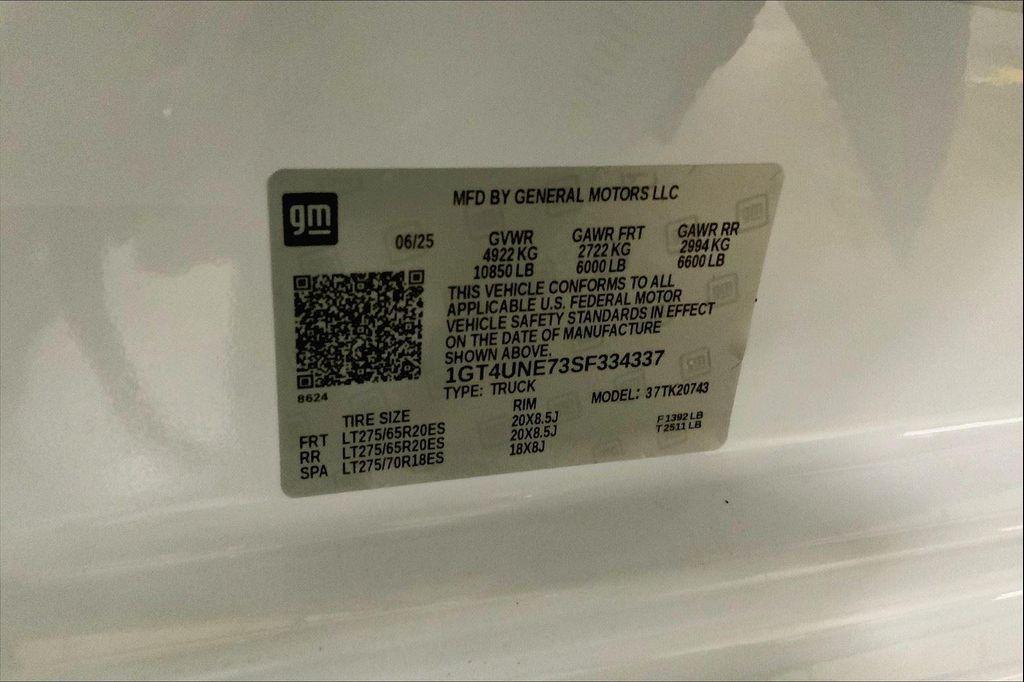 gm
MFD BY GENERAL MOTORS LLC
06/25
GVWR GAWR FRT GAWR RR
4922 KG 2722 KG 2994 KG
10850 LB 6000 LB 6600 LB
THIS VEHICLE CONFORMS TO ALL
APPLICABLE U.S. FEDERAL MOTOR
VEHICLE SAFETY STANDARDS IN EFFECT
ON THE DATE OF MANUFACTURE
SHOWN ABOVE.
1GT4UNE73SF334337
TYPE: TRUCK MODEL: 37TK20743
8624
TIRE SIZE RIM
FRT LT275/65R20ES 20X8.5J F1392 LB
RR LT275/65R20ES 20X8.5J T2511 LB
SPA LT275/70R18ES 18X8J